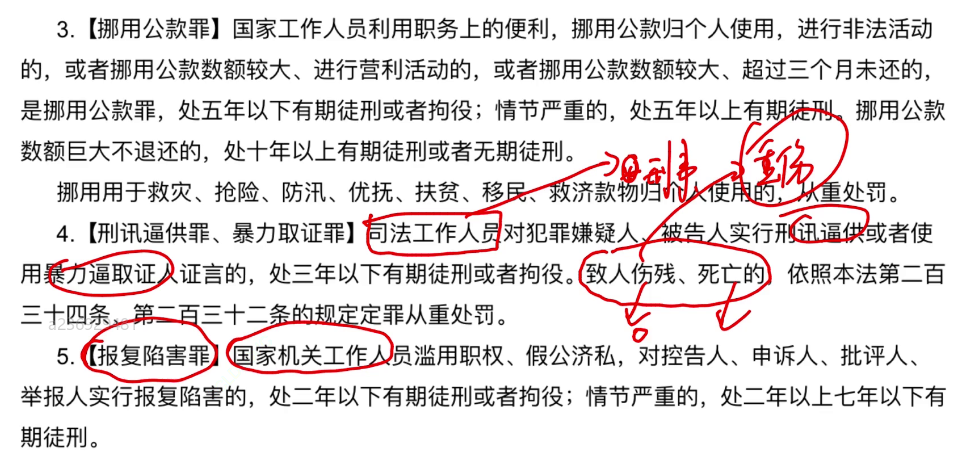 3.【挪用公款罪】国家工作人员利用职务上的便利，挪用公款归个人使用，进行非法活动
的，或者挪用公款数额较大、进行营利活动的，或者挪用公款数额较大、超过三个月未还的，
是挪用公款罪，处五年以下有期徒刑或者拘役；情节严重的，处五年以上有期徒刑。挪用公款
数额巨大不退还的，处十年以上有期徒刑或者无期徒刑。
重伤
挪用用于救灾、抢险、防汛、优抚、扶贫、移民、救济款物归个人使用的，从重处罚。
4.【刑讯逼供罪、暴力取证罪】司法工作人员对犯罪嫌疑人、被告人实行刑讯逼供或者使
用暴力逼取证人证言的，处三年以下有期徒刑或者拘役。致人伤残、死亡的，依照本法第二百
三十四条、第二百三十二条的规定定罪从重处罚。
5.【报复陷害罪】国家机关工作人员滥用职权、假公济私，对控告人、申诉人、批评人、
举报人实行报复陷害的，处二年以下有期徒刑或者拘役；情节严重的，处二年以上七年以下有
期徒刑。